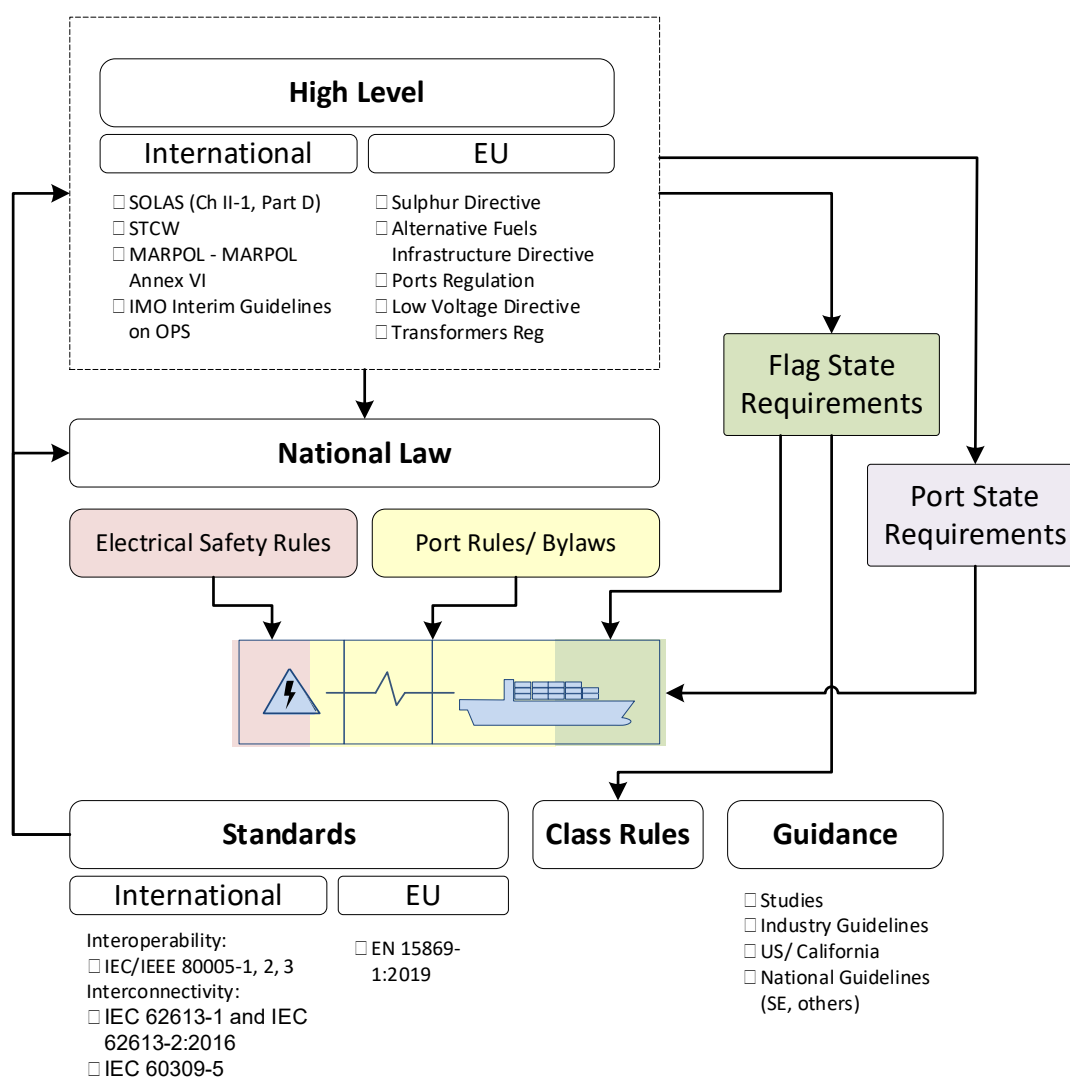 High Level
International
EU
□ SOLAS (Ch II-1, Part D)
□ STCW
□ MARPOL - MARPOL
Annex VI
□ IMO Interim Guidelines
on OPS
□ Sulphur Directive
□ Alternative Fuels
Infrastructure Directive
□ Ports Regulation
□ Low Voltage Directive
□ Transformers Reg
Flag State
Requirements
National Law
Port State
Requirements
Electrical Safety Rules
Port Rules/ Bylaws
Standards
Class Rules
Guidance
International
EU
Interoperability:
□ IEC/IEEE 80005-1, 2, 3
Interconnectivity:
□ IEC 62613-1 and IEC
62613-2:2016
□ IEC 60309-5
□ EN 15869-
1:2019
□ Studies
□ Industry Guidelines
□ US/ California
□ National Guidelines
(SE, others)